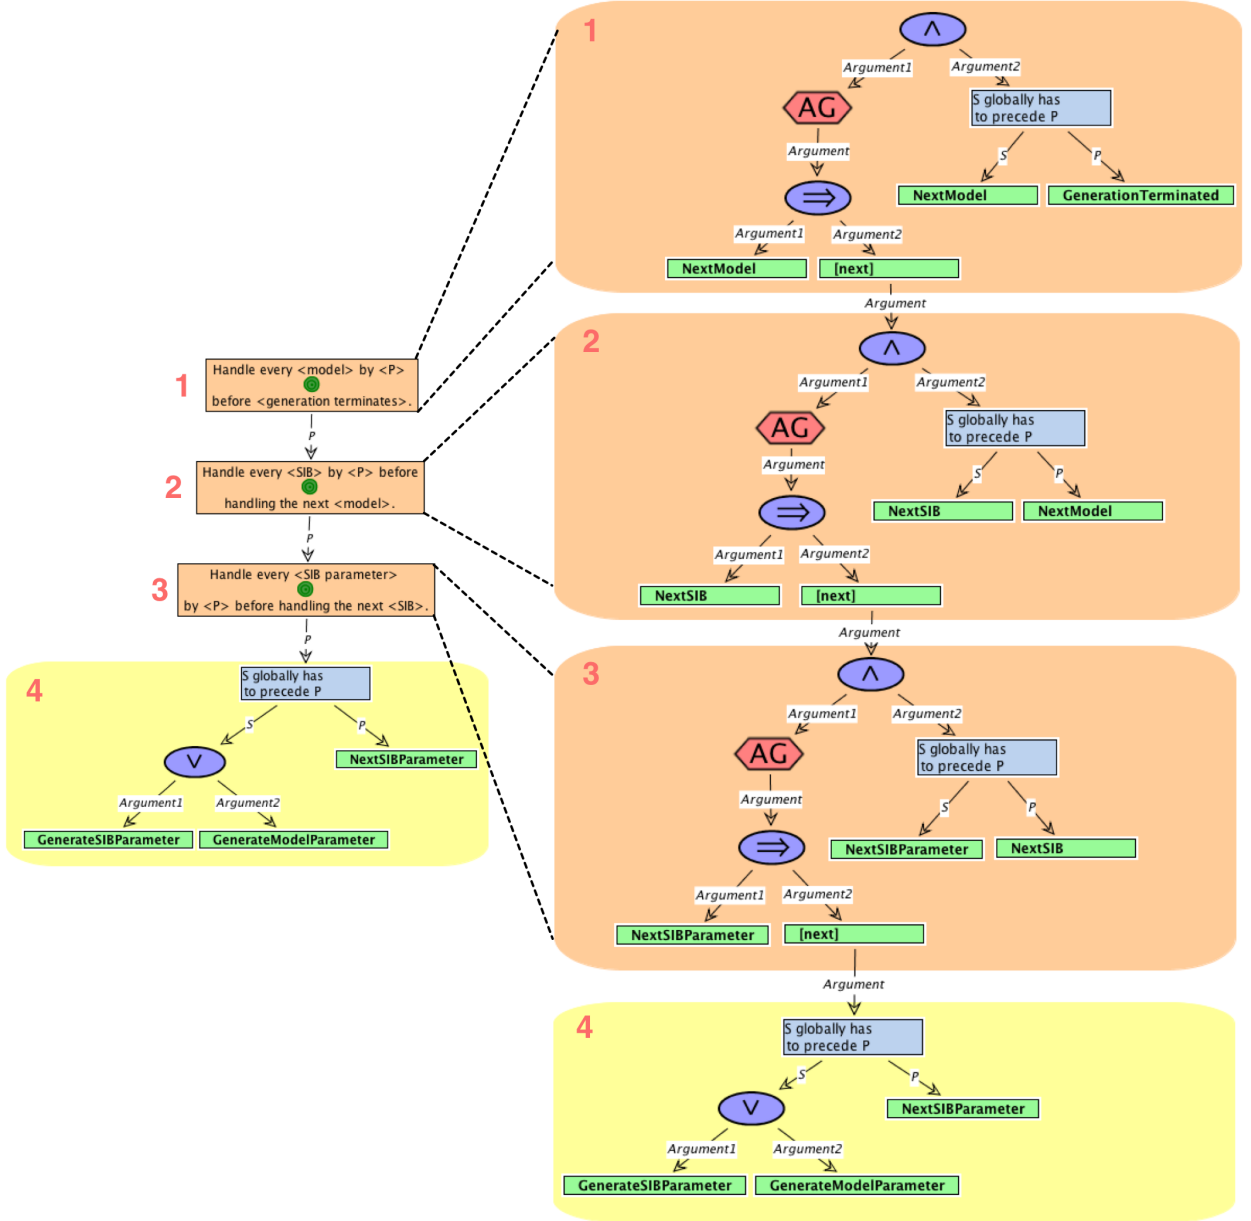 1
Handle every <model> by <P>
before <generation terminates>.
P
2
Handle every <SIB> by <P> before
handling the next <model>.
P
3
Handle every <SIB parameter>
by <P> before handling the next <SIB>.
P
4
S globally has
to precede P
S
P
∨
NextSIBParameter
Argument1
Argument2
GenerateSIBParameter
GenerateModelParameter
1
∧
Argument1
Argument2
AG
S globally has
to precede P
Argument
S
P
⇒
NextModel
GenerationTerminated
Argument1
Argument2
NextModel
[next]
Argument
2
∧
Argument1
Argument2
AG
S globally has
to precede P
Argument
S
P
⇒
NextSIB
NextModel
Argument1
Argument2
NextSIB
[next]
Argument
3
∧
Argument1
Argument2
AG
S globally has
to precede P
Argument
S
P
⇒
NextSIBParameter
NextSIB
Argument1
Argument2
NextSIBParameter
[next]
Argument
4
S globally has
to precede P
S
P
∨
NextSIBParameter
Argument1
Argument2
GenerateSIBParameter
GenerateModelParameter